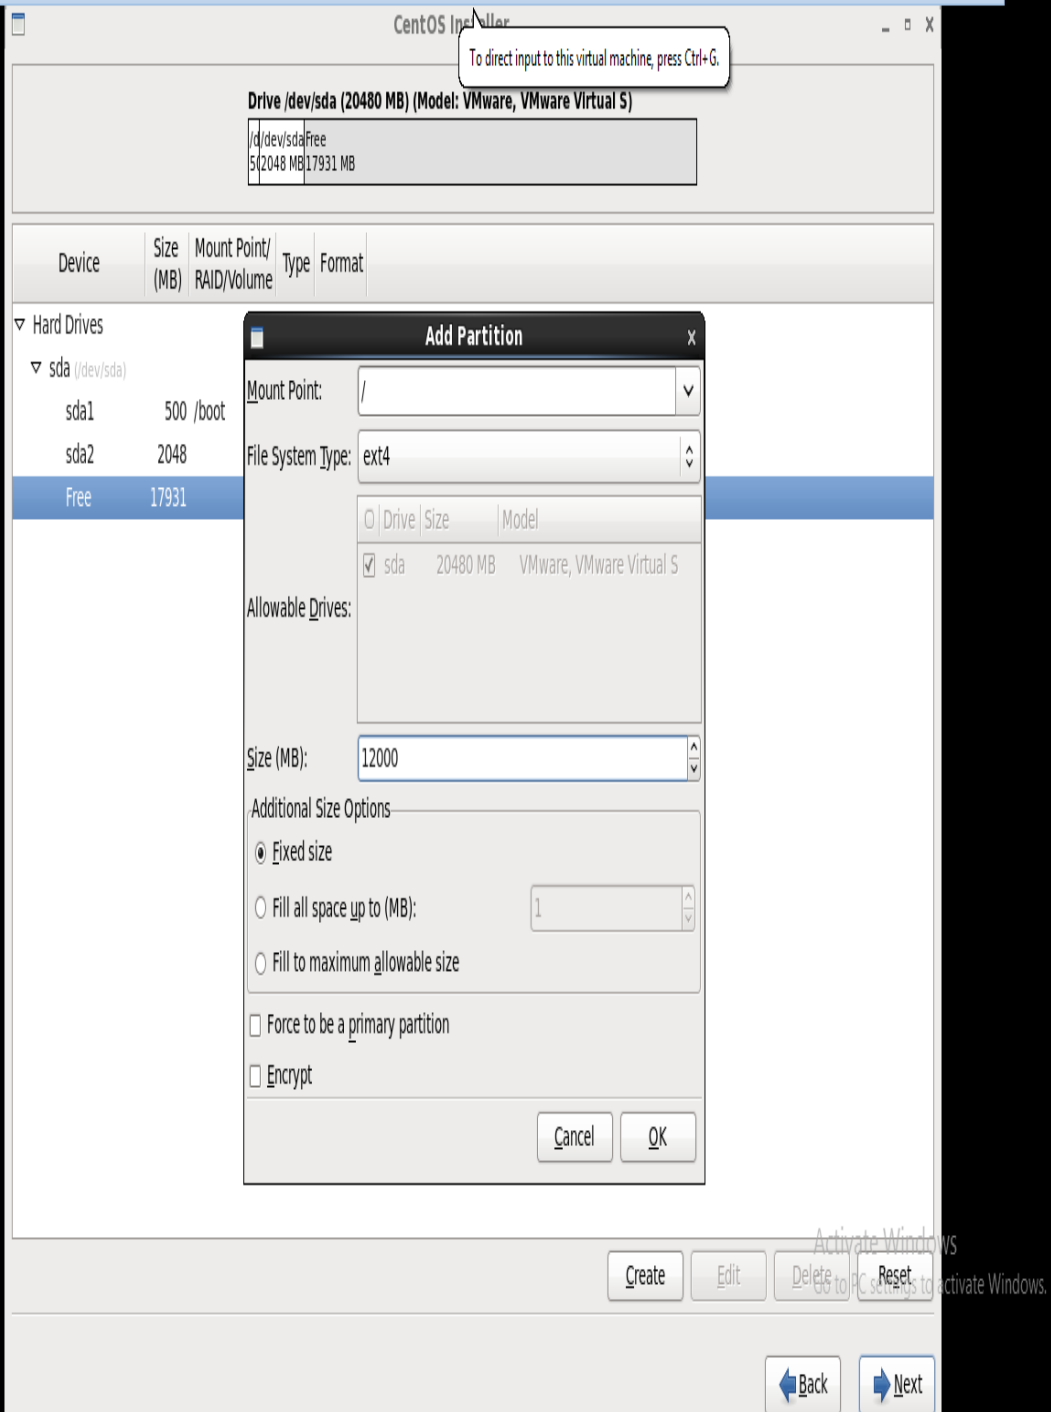 CentOS Installer
To direct input to this virtual machine, press Ctrl+G.
Drive /dev/sda (20480 MB) (Model: VMware, VMware Virtual S)
/dev/sda Free
2048 MB 17931 MB
Device Size (MB) Mount Point/ RAID/Volume Type Format
Hard Drives
sda (/dev/sda)
sda1 500 /boot
sda2 2048
Free 17931
Add Partition
Mount Point: /
File System Type: ext4
Drive Size Model
sda 20480 MB VMware, VMware Virtual S
Allowable Drives:
Size (MB): 12000
Additional Size Options
Fixed size
Fill all space up to (MB): 1
Fill to maximum allowable size
Force to be a primary partition
Encrypt
Cancel OK
Activate Windows
Go to PC settings to activate Windows.
Create Edit Delete Reset
Back Next